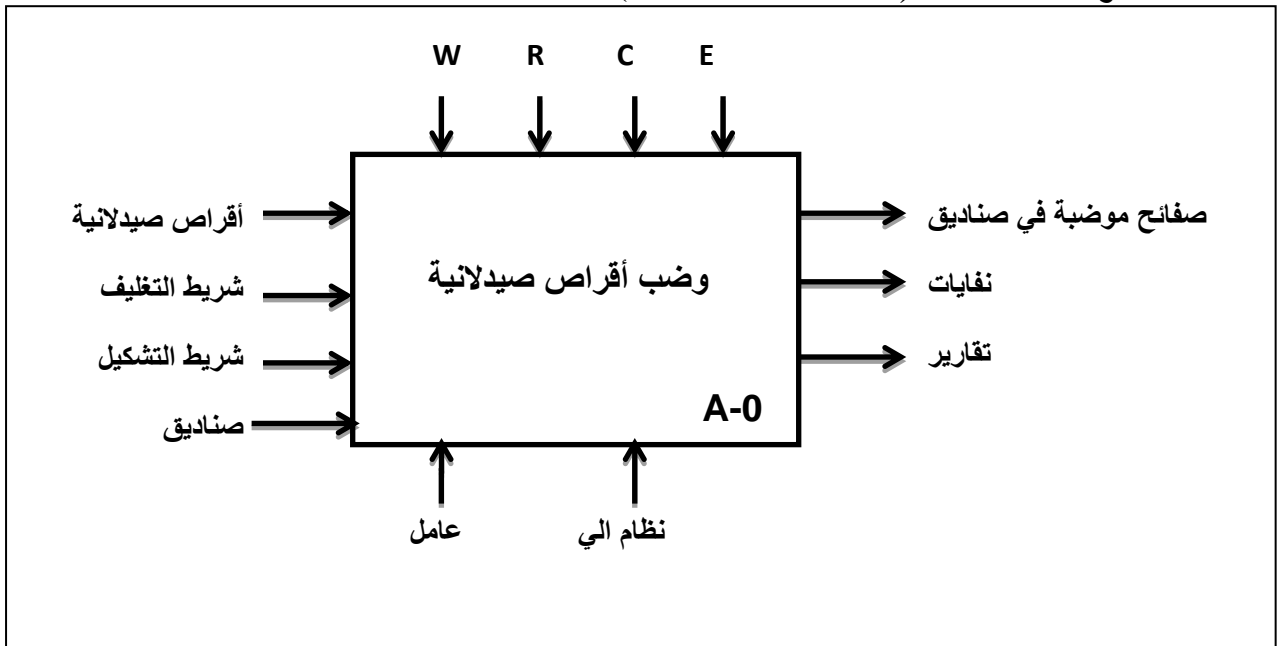 W R C E
أقراص صيدلانية
شريط التغليف
شريط التشكيل
صناديق
وضب أقراص صيدلانية
A-0
صفائح موضبة في صناديق
نفايات
تقارير
عامل
نظام الي